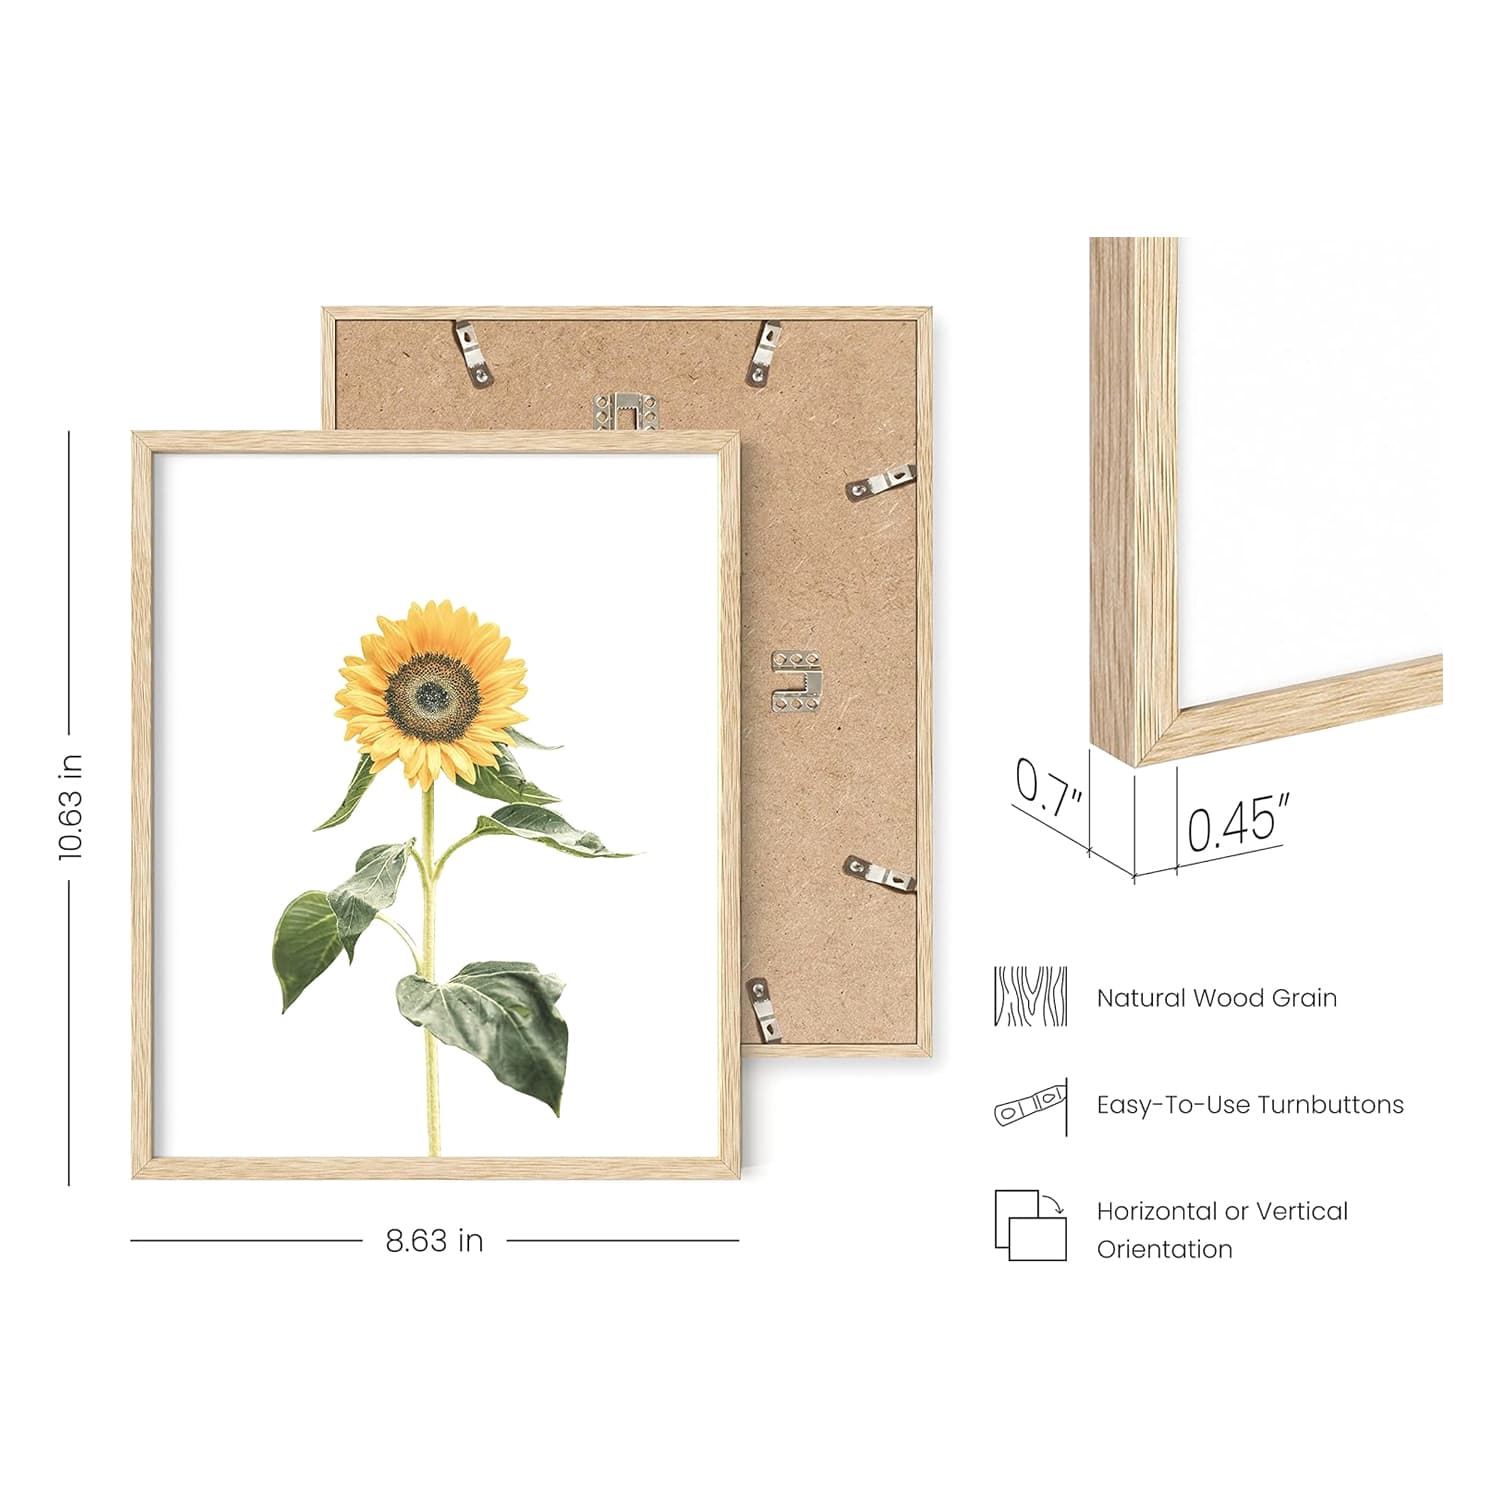 10.63 in
8.63 in
0.7"
0.45"
Natural Wood Grain
Easy-To-Use Turnbuttons
Horizontal or Vertical
Orientation